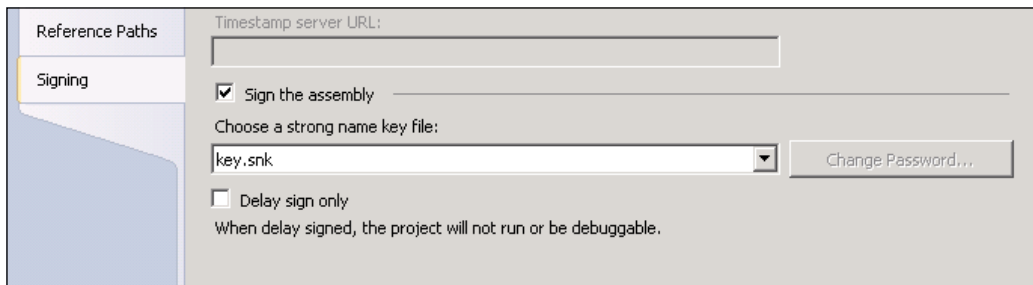 Reference Paths
Signing
Timestamp server URL:
Sign the assembly
Choose a strong name key file:
key.snk
Change Password...
Delay sign only
When delay signed, the project will not run or be debuggable.